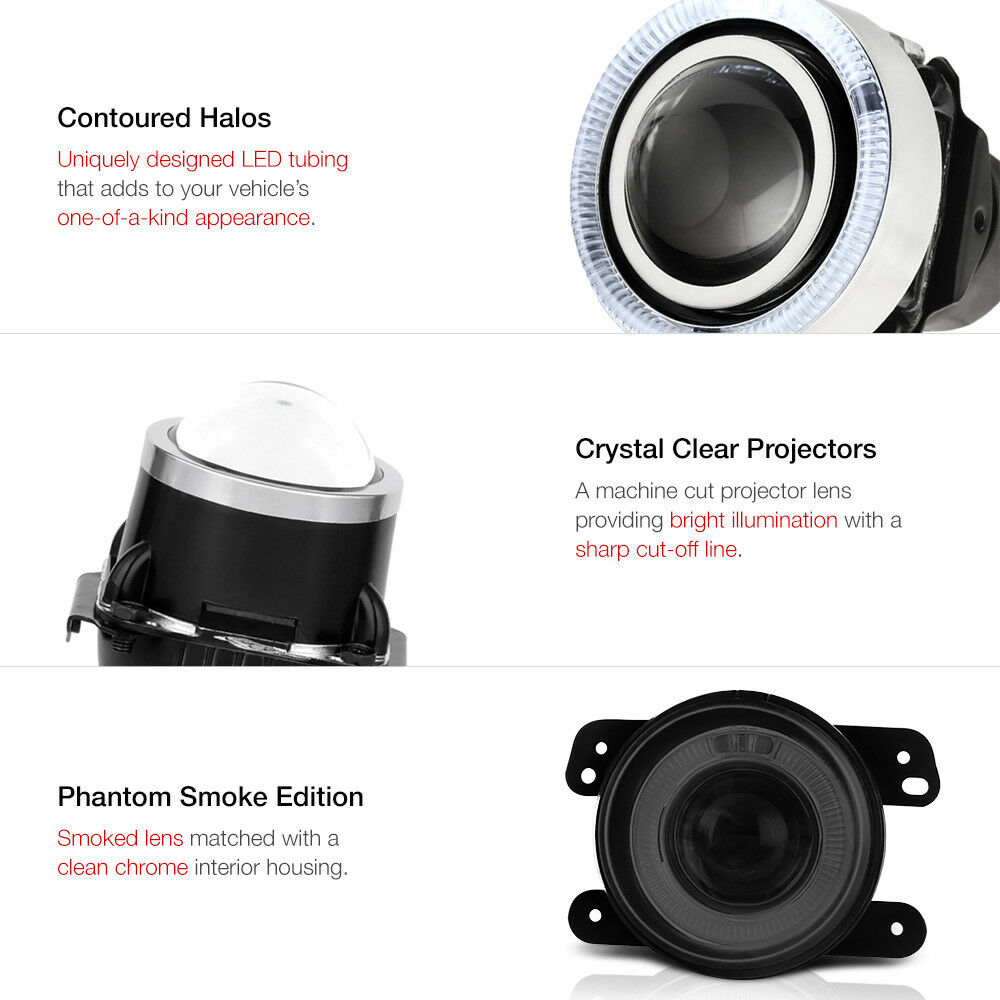 Contoured Halos
Uniquely designed LED tubing
that adds to your vehicle’s
one-of-a-kind appearance.
Crystal Clear Projectors
A machine cut projector lens
providing bright illumination with a
sharp cut-off line.
Phantom Smoke Edition
Smoked lens matched with a
clean chrome interior housing.